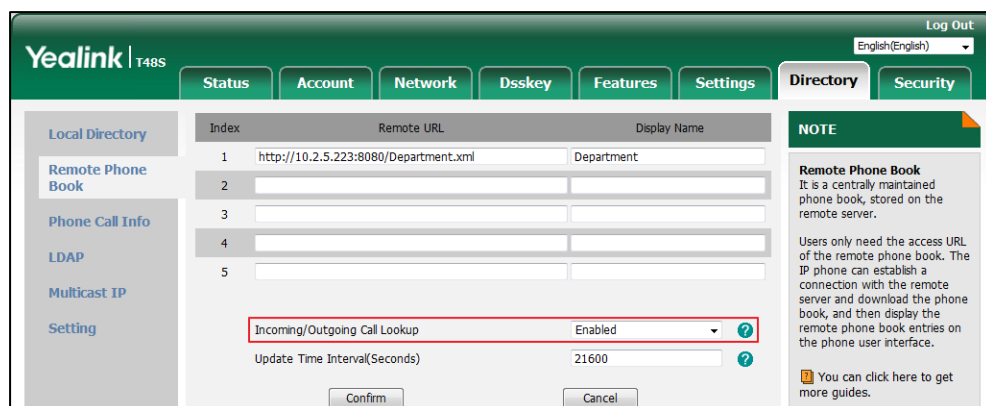 Log Out
English(English)
Yealink T48S
Status Account Network Dsskey Features Settings Directory Security
Local Directory
Remote Phone
Book
Phone Call Info
LDAP
Multicast IP
Setting
Index Remote URL Display Name
1 http://10.2.5.223:8080/Department.xml Department
2
3
4
5
Incoming/Outgoing Call Lookup Enabled ?
Update Time Interval(Seconds) 21600 ?
Confirm Cancel
NOTE
Remote Phone Book
It is a centrally maintained
phone book, stored on the
remote server.
Users only need the access URL
of the remote phone book. The
IP phone can establish a
connection with the remote
server and download the phone
book, and then display the
remote phone book entries on
the phone user interface.
? You can click here to get
more guides.